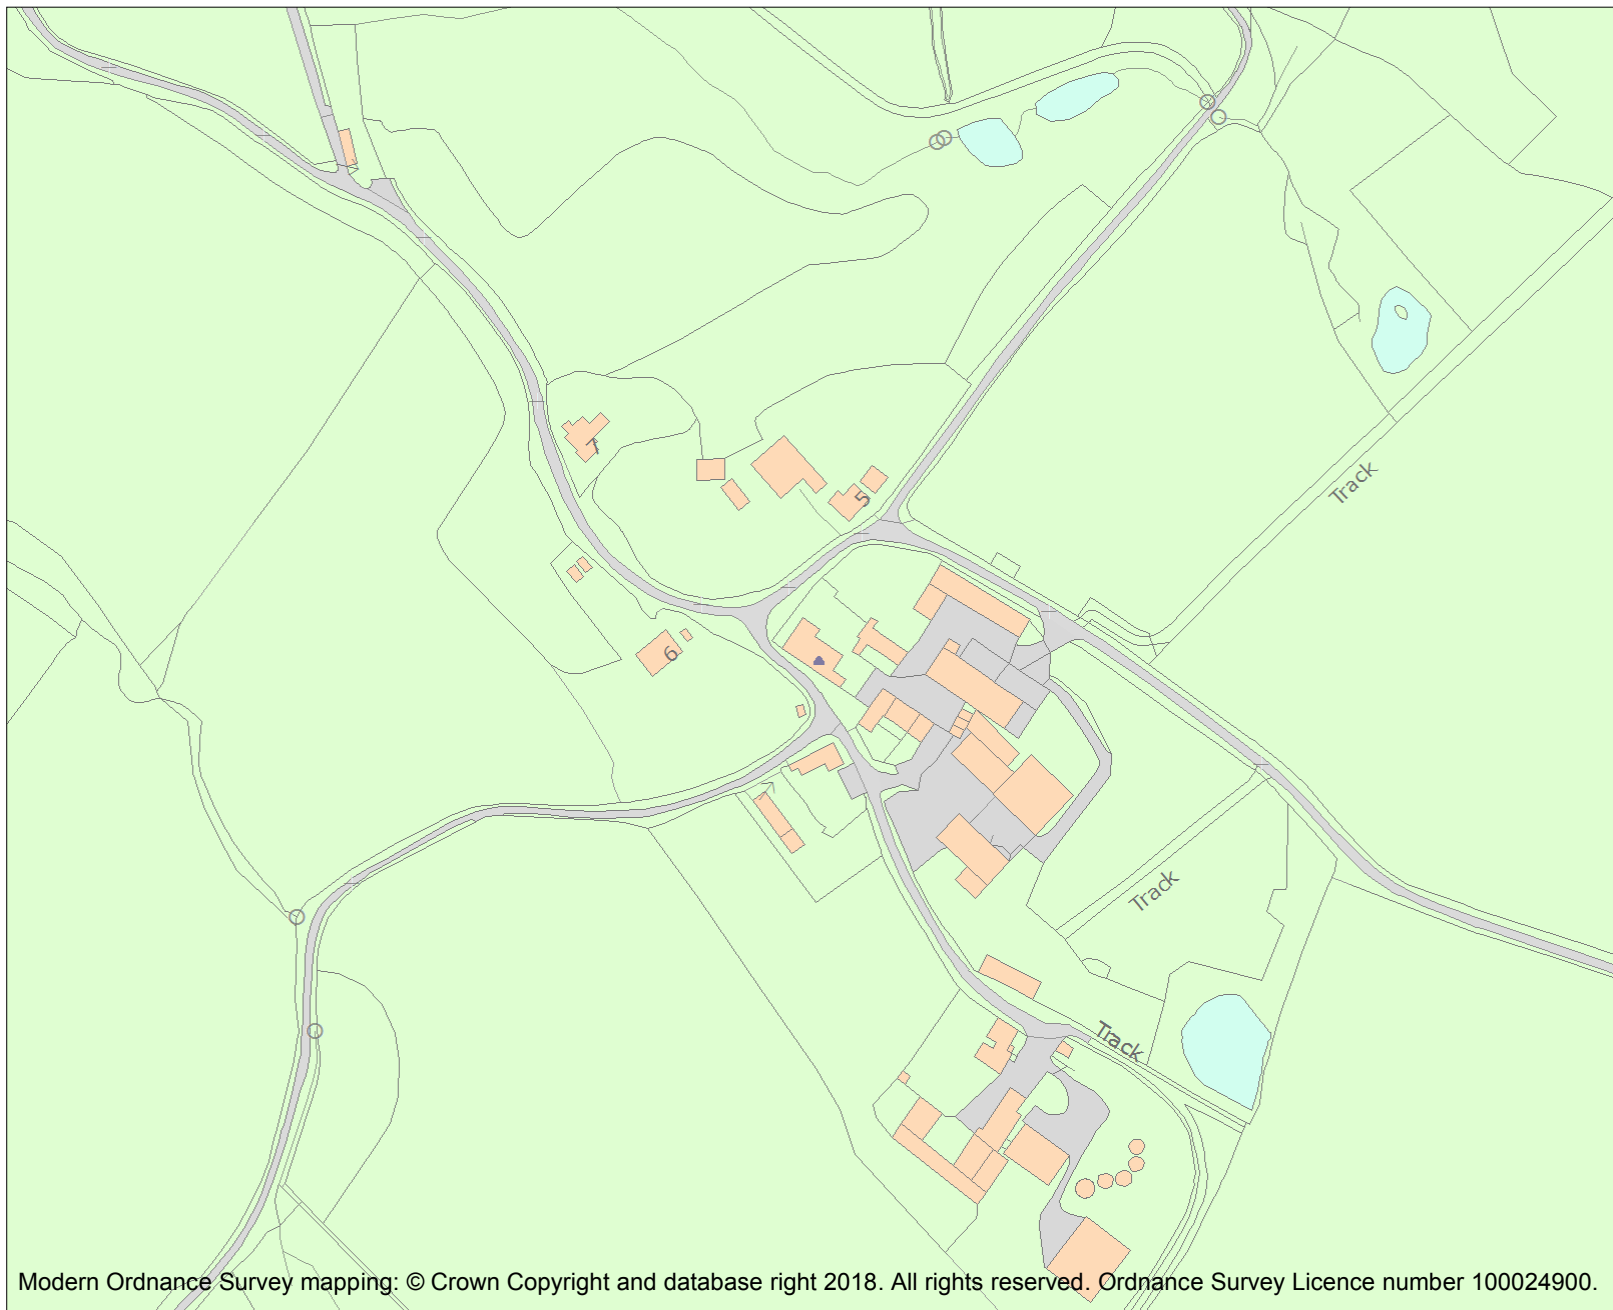 Track
7
5
6
Track
Track
Modern Ordnance Survey mapping: © Crown Copyright and database right 2018. All rights reserved. Ordnance Survey Licence number 100024900.